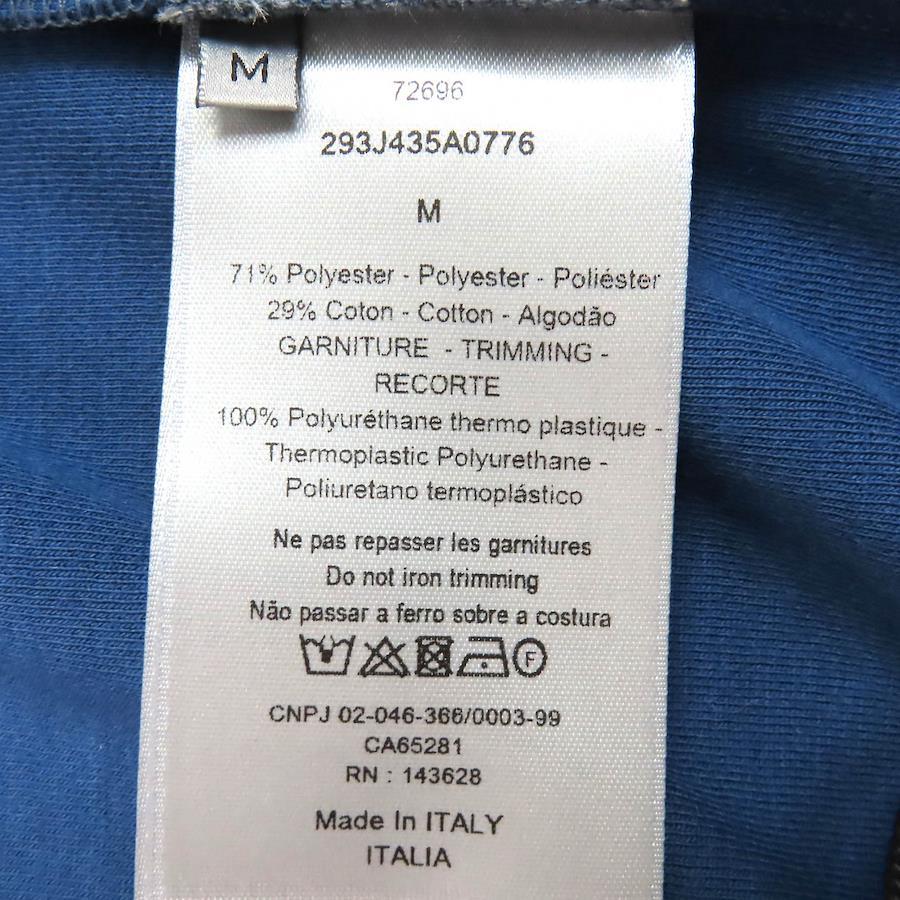 M
72696
293J435A0776
M
71% Polyester - Polyester - Poliéster
29% Coton - Cotton - Algodão
GARNITURE - TRIMMING -
RECORTE
100% Polyuréthane thermo plastique -
Thermoplastic Polyurethane -
Poliuretano termoplástico
Ne pas repasser les garnitures
Do not iron trimming
Não passar a ferro sobre a costura
F
CNPJ 02-046-366/0003-99
CA65281
RN : 143628
Made In ITALY
ITALIA